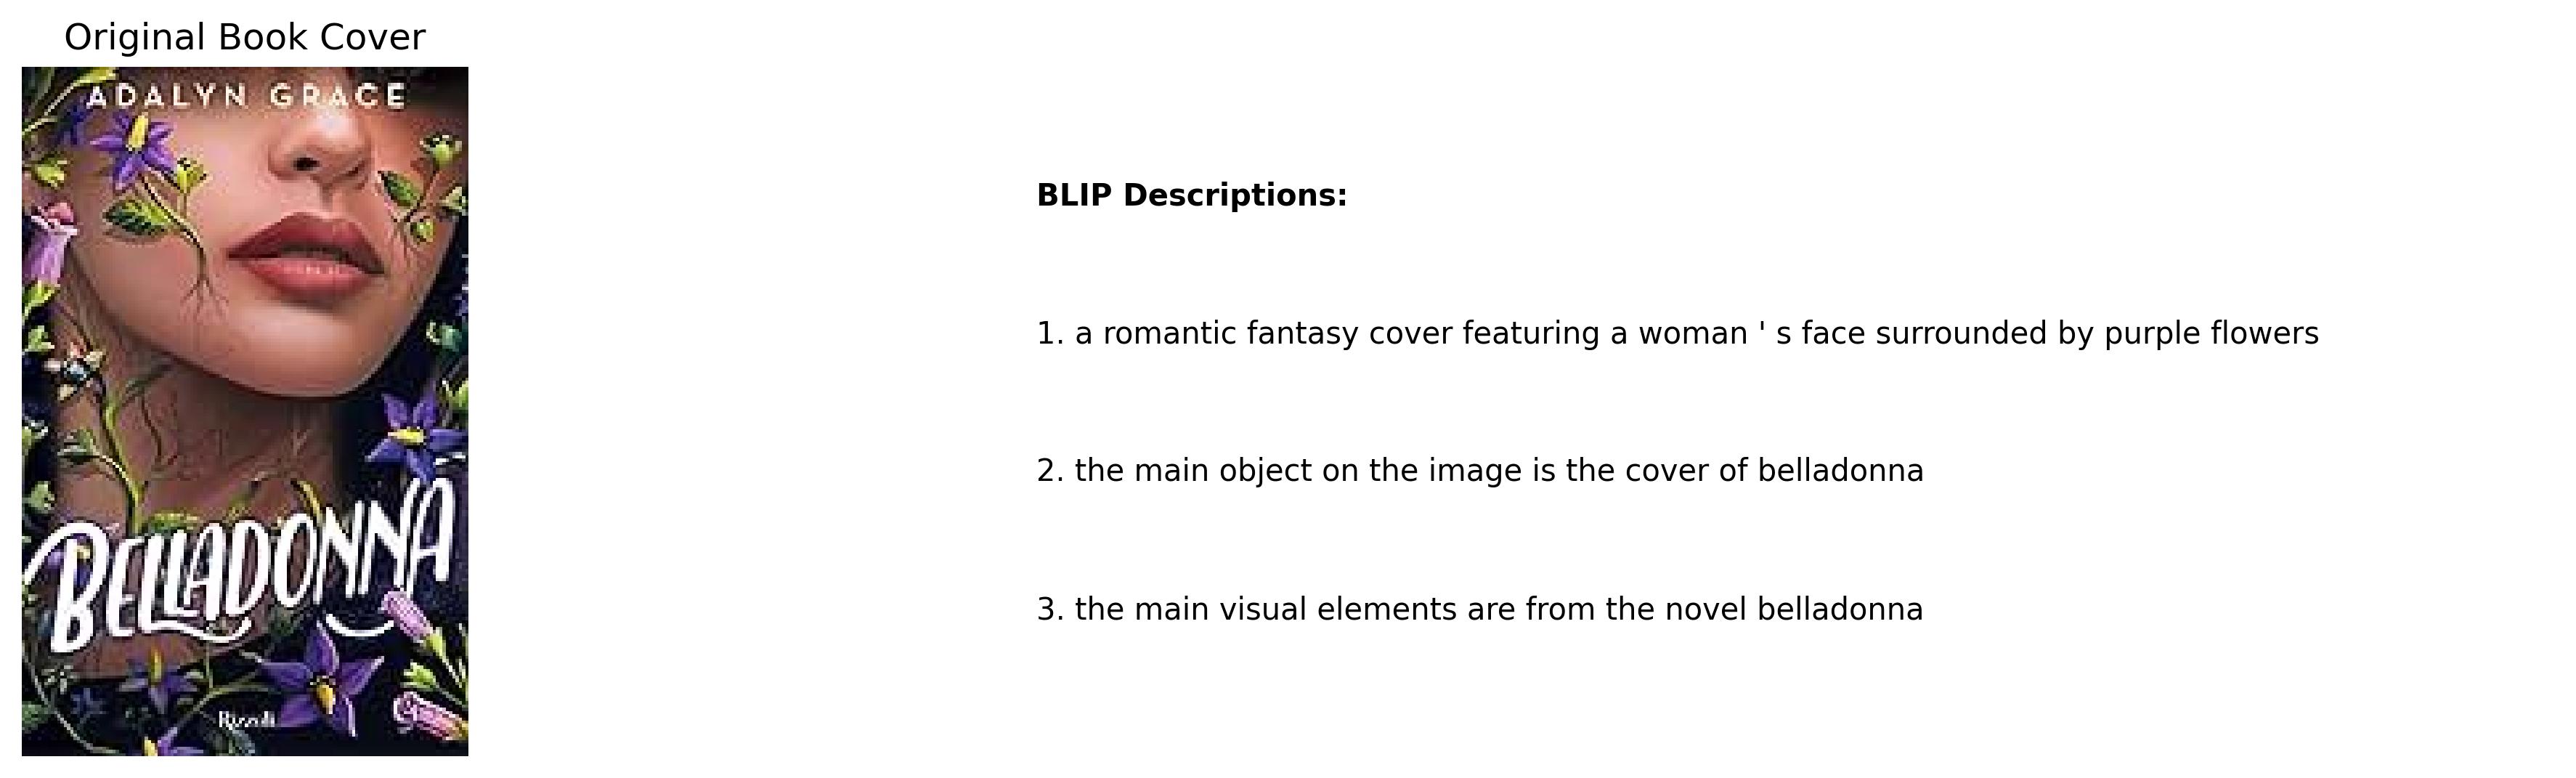 Original Book Cover
ADALYN GRACE
BELLADONNA
Rizzoli
BLIP Descriptions:
1. a romantic fantasy cover featuring a woman ' s face surrounded by purple flowers
2. the main object on the image is the cover of belladonna
3. the main visual elements are from the novel belladonna